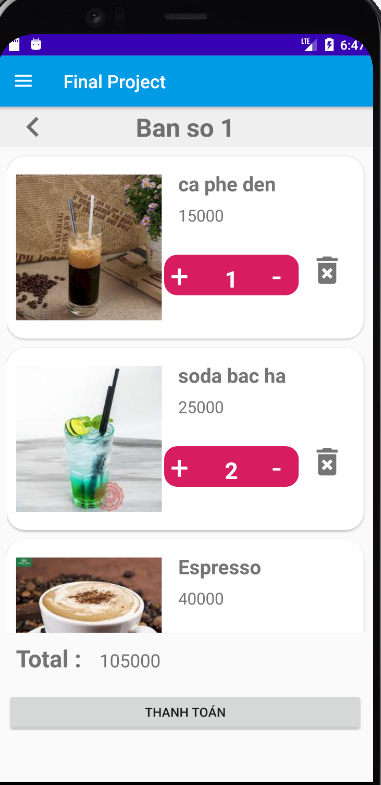 LTE 6:47
Final Project
Ban so 1
ca phe den
15000
+ 1 -
soda bac ha
25000
+ 2 -
Espresso
40000
Total : 105000
THANH TOÁN